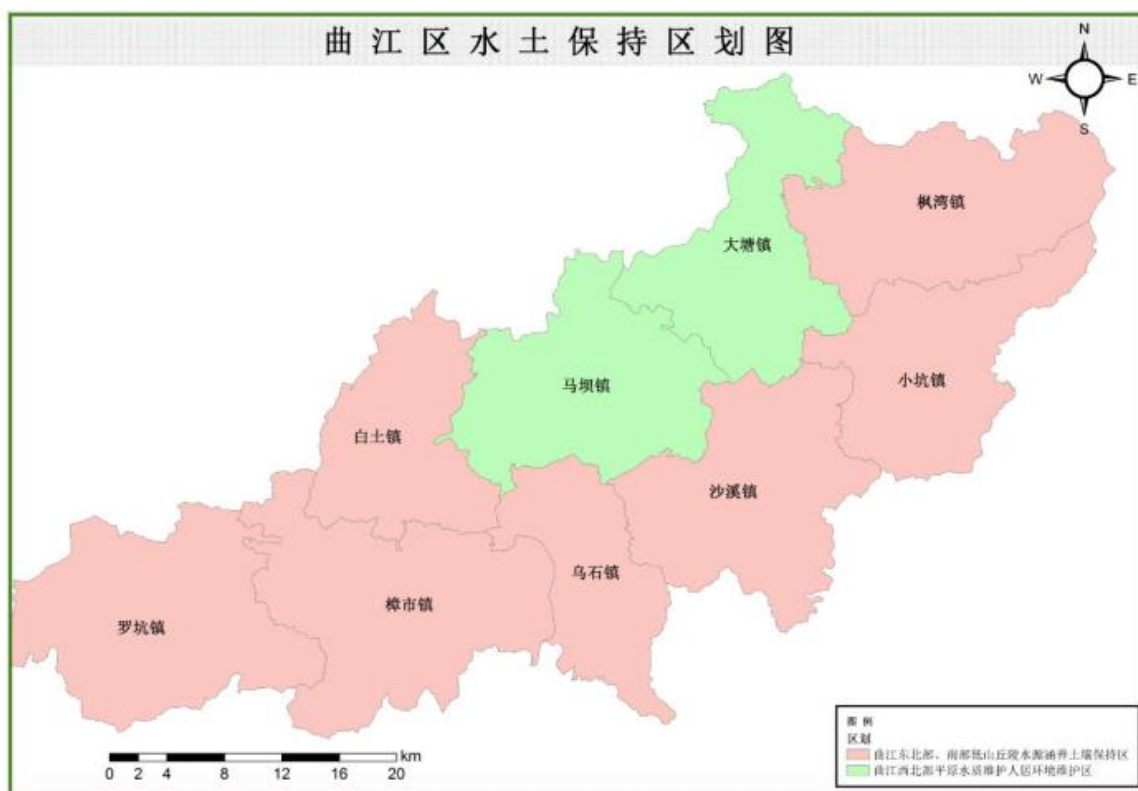 曲江区水土保持区划图
N
W E
S
枫湾镇
大塘镇
小坑镇
马坝镇
白土镇
沙溪镇
乌石镇
樟市镇
罗坑镇
图例
区划
曲江东北部、南部低山丘陵水源涵养土壤保持区
曲江西北部平原水质维护人居环境维护区
km
0 2 4 8 12 16 20